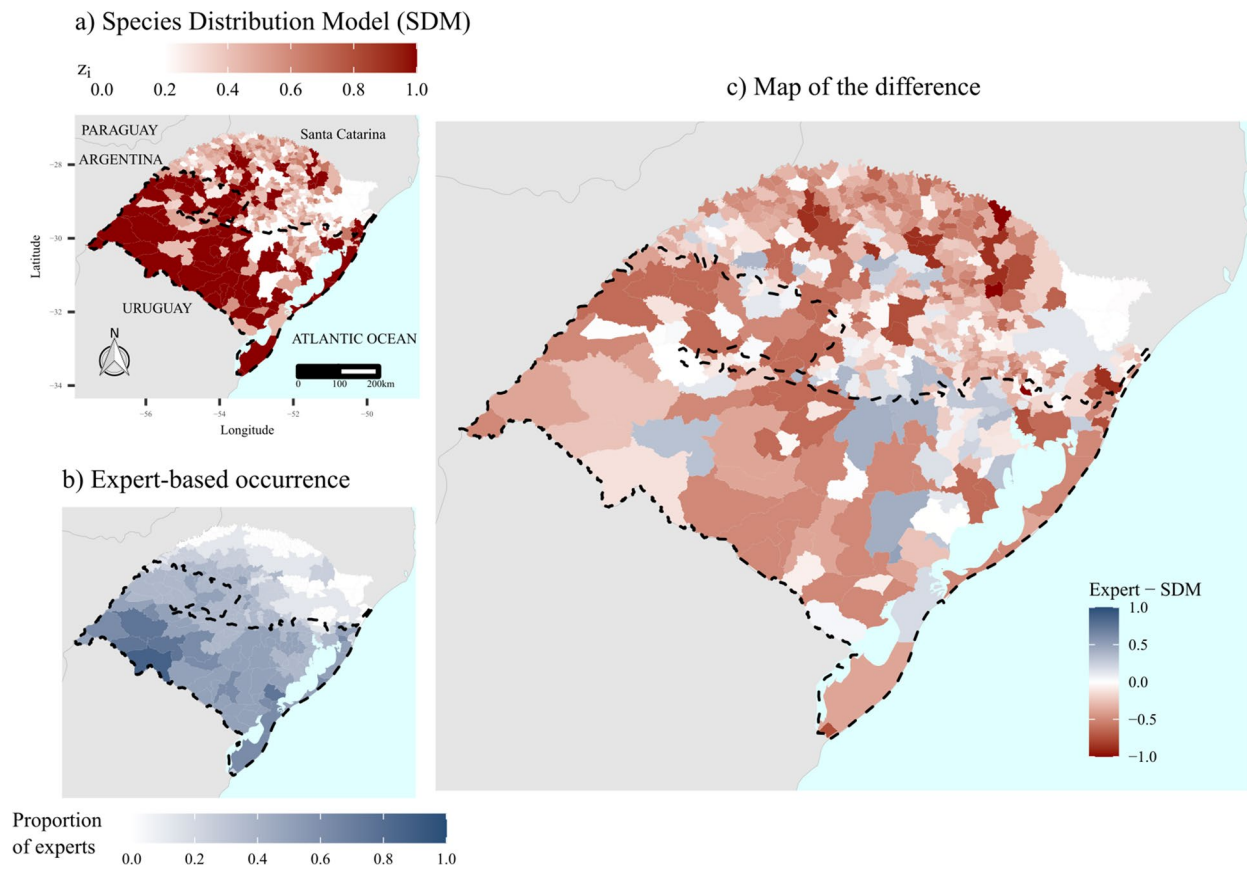 a) Species Distribution Model (SDM)
zi
0.0 0.2 0.4 0.6 0.8 1.0
PARAGUAY
Santa Catarina
ARGENTINA
URUGUAY
ATLANTIC OCEAN
N
0 100 200km
−28
−30
−32
−34
Latitude
−56 −54 −52 −50
Longitude
b) Expert-based occurrence
Proportion
of experts
0.0 0.2 0.4 0.6 0.8 1.0
c) Map of the difference
Expert − SDM
1.0
0.5
0.0
−0.5
−1.0